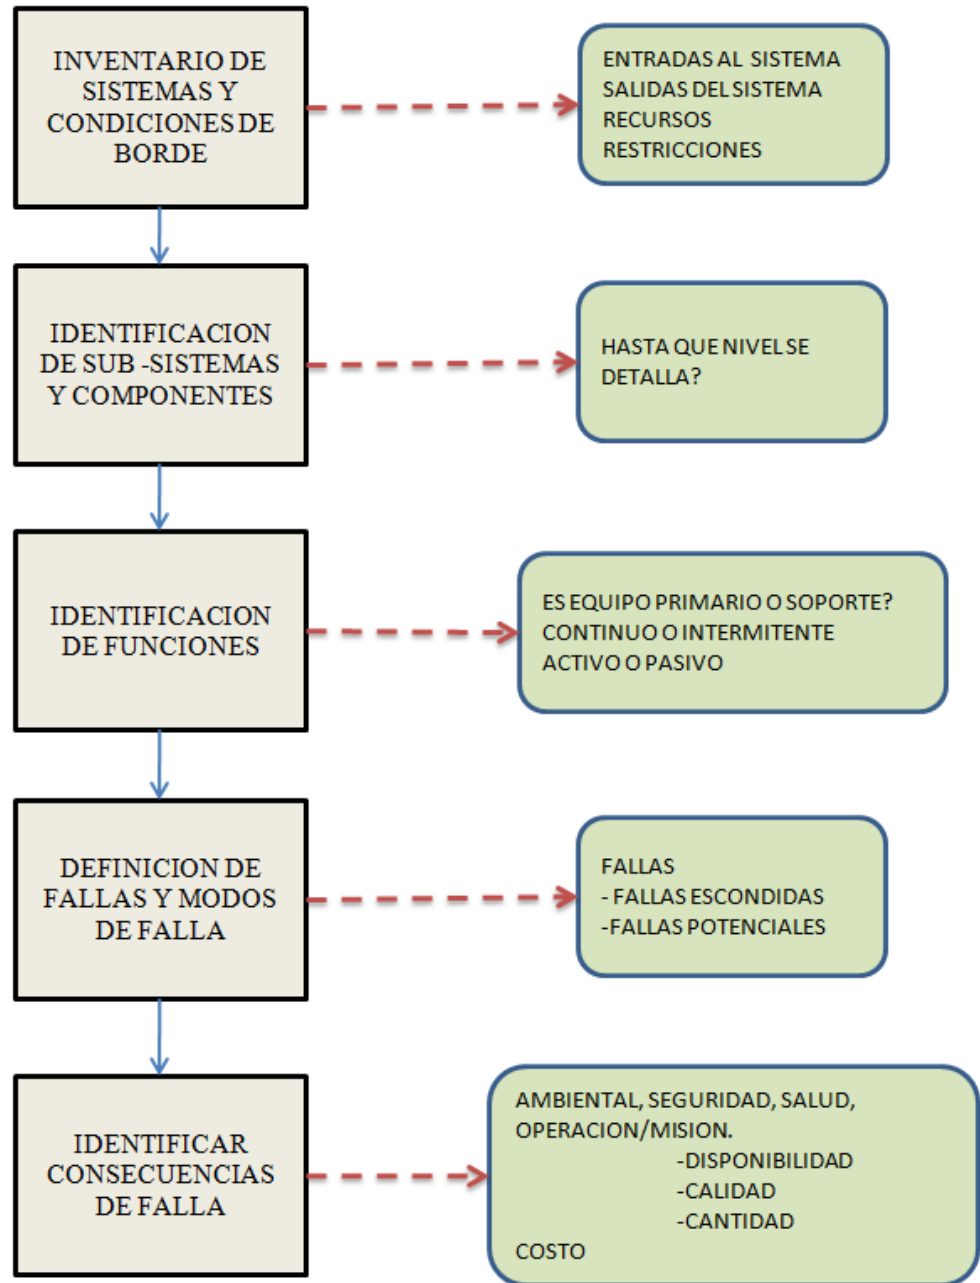 INVENTARIO DE
SISTEMAS Y
CONDICIONES DE
BORDE
ENTRADAS AL SISTEMA
SALIDAS DEL SISTEMA
RECURSOS
RESTRICCIONES
IDENTIFICACION
DE SUB -SISTEMAS
Y COMPONENTES
HASTA QUE NIVEL SE
DETALLA?
IDENTIFICACION
DE FUNCIONES
ES EQUIPO PRIMARIO O SOPORTE?
CONTINUO O INTERMITENTE
ACTIVO O PASIVO
DEFINICION DE
FALLAS Y MODOS
DE FALLA
FALLAS
- FALLAS ESCONDIDAS
-FALLAS POTENCIALES
IDENTIFICAR
CONSECUENCIAS
DE FALLA
AMBIENTAL, SEGURIDAD, SALUD,
OPERACION/MISION.
-DISPONIBILIDAD
-CALIDAD
-CANTIDAD
COSTO